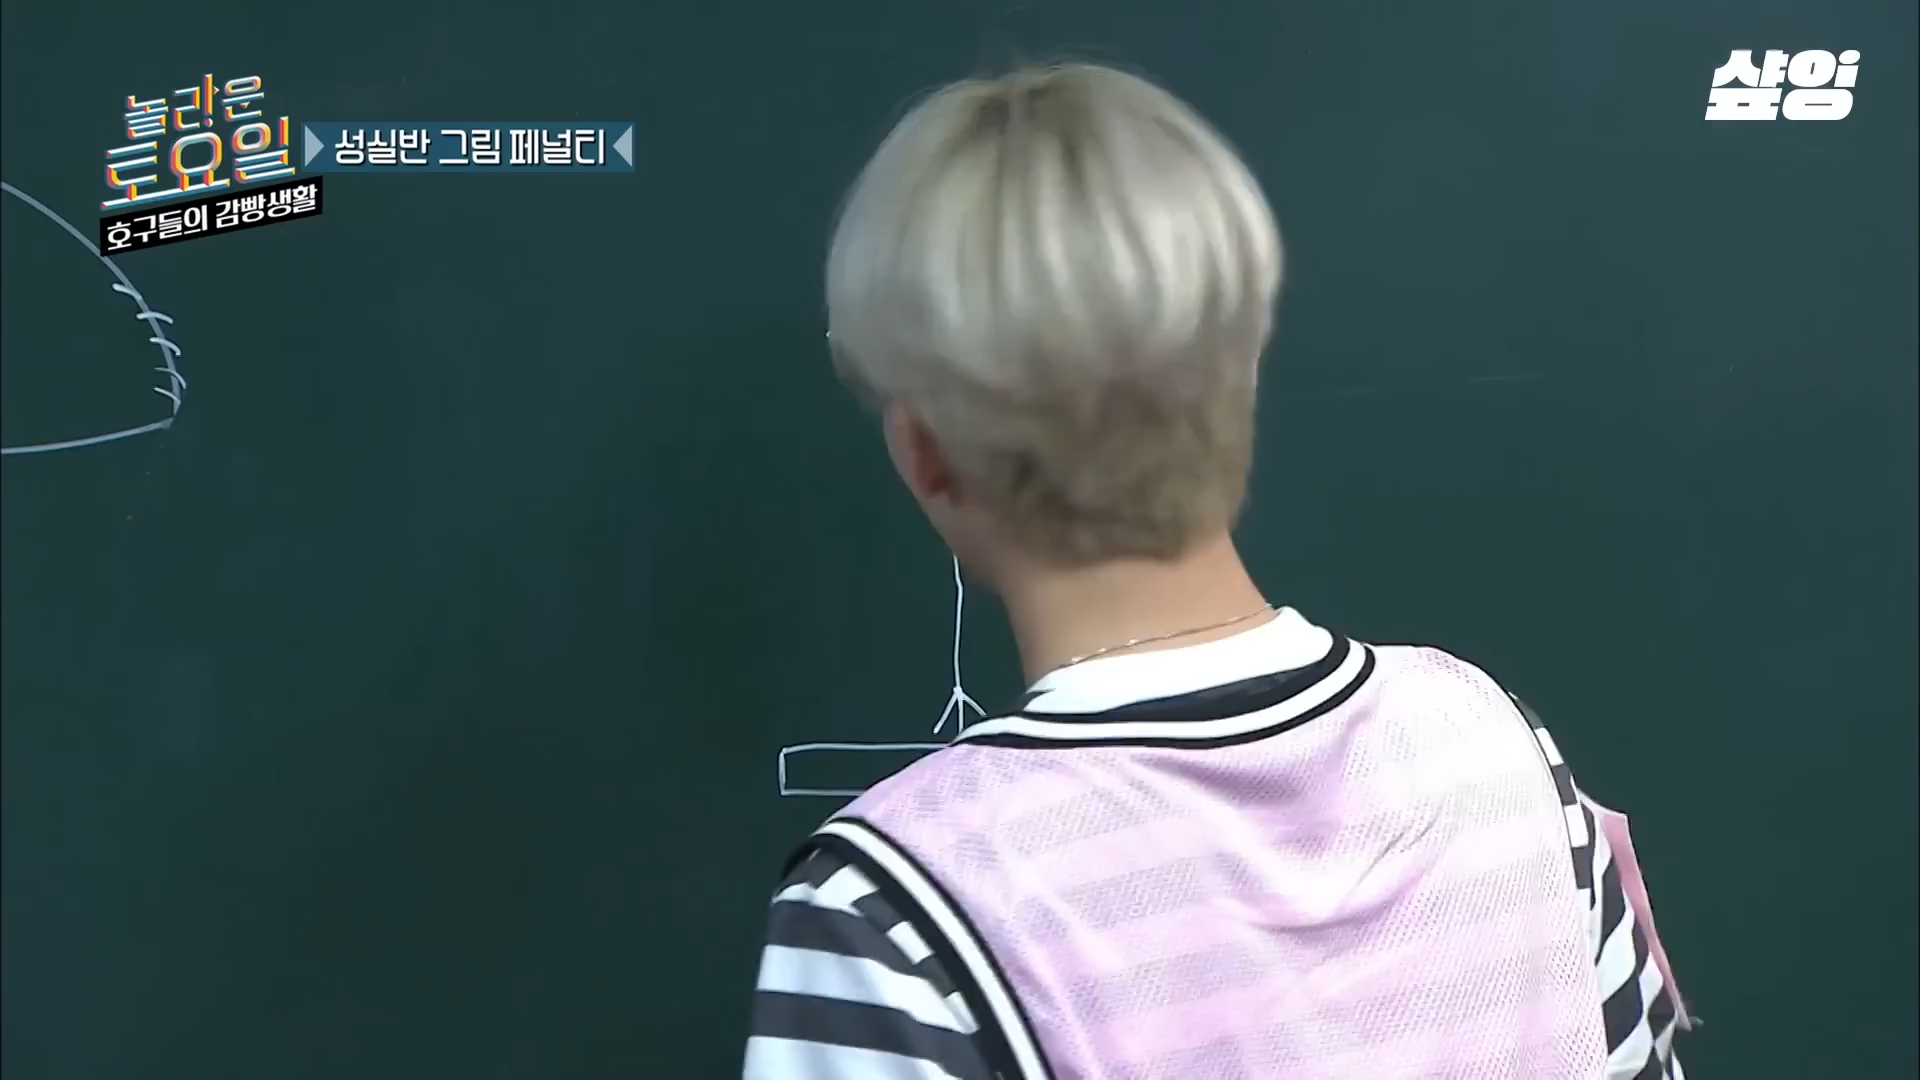 놀라운
토요일
호구들의 감빵생활
성실반 그림 페널티
샾잉